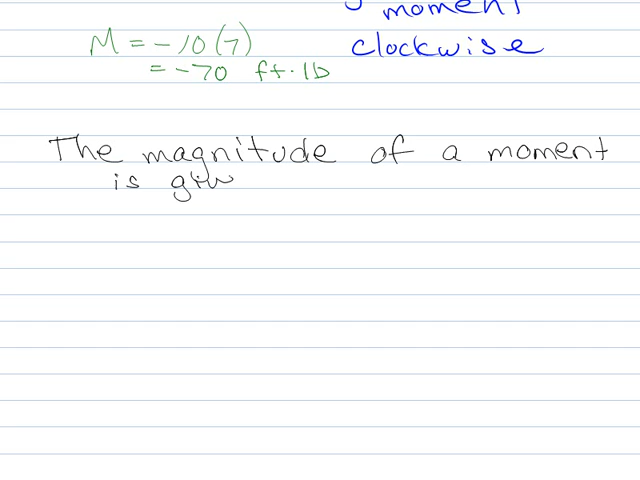 moment
M = -10(7)
clockwise
= -70 ft·lb
The magnitude of a moment
is giv